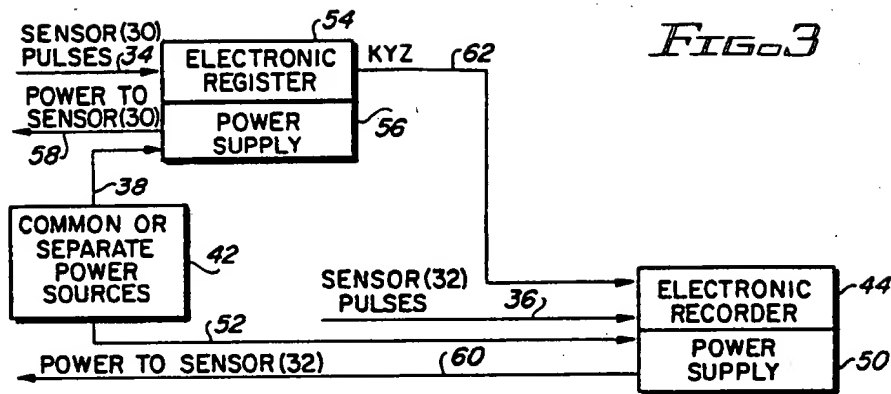 FIG. 3
54
SENSOR(30)
PULSES 34
ELECTRONIC
REGISTER
KYZ
62
POWER TO
SENSOR(30)
58
POWER
SUPPLY
56
38
COMMON OR
SEPARATE
POWER
SOURCES
42
SENSOR(32)
PULSES
36
ELECTRONIC
RECORDER
44
52
POWER TO SENSOR(32)
60
POWER
SUPPLY
50